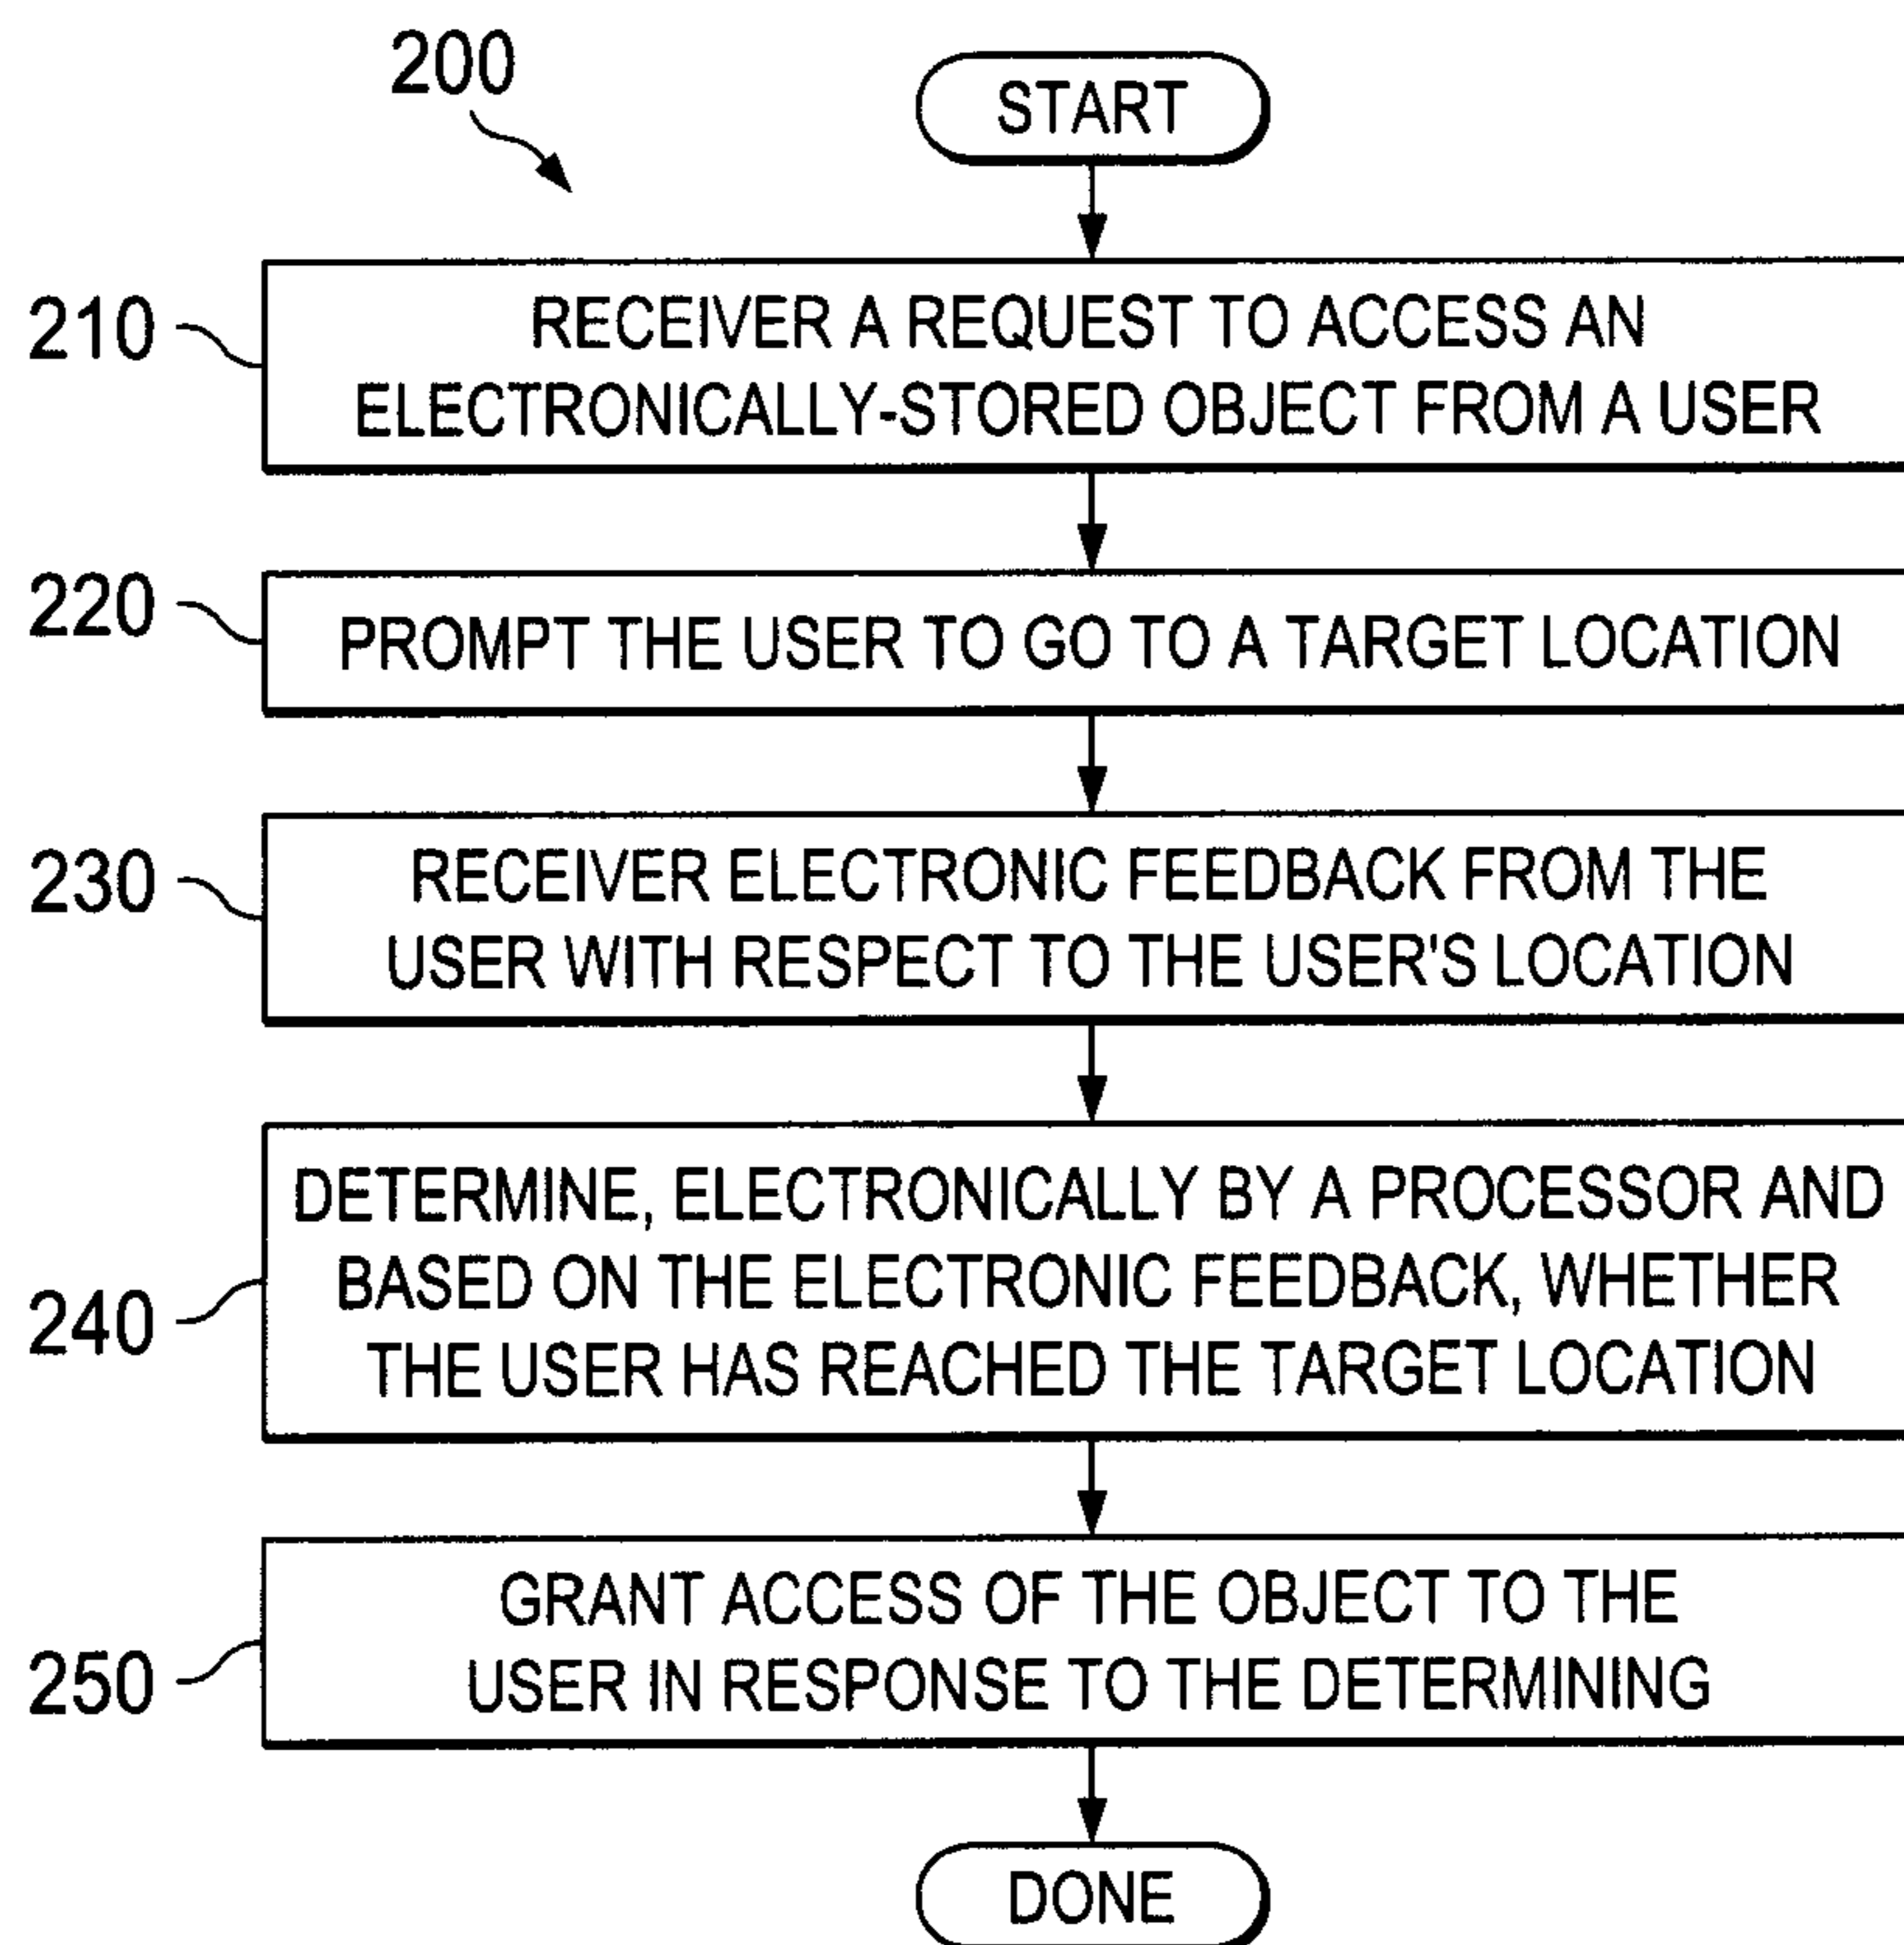 200
START
210
RECEIVER A REQUEST TO ACCESS AN
ELECTRONICALLY-STORED OBJECT FROM A USER
220
PROMPT THE USER TO GO TO A TARGET LOCATION
230
RECEIVER ELECTRONIC FEEDBACK FROM THE
USER WITH RESPECT TO THE USER'S LOCATION
240
DETERMINE, ELECTRONICALLY BY A PROCESSOR AND
BASED ON THE ELECTRONIC FEEDBACK, WHETHER
THE USER HAS REACHED THE TARGET LOCATION
250
GRANT ACCESS OF THE OBJECT TO THE
USER IN RESPONSE TO THE DETERMINING
DONE